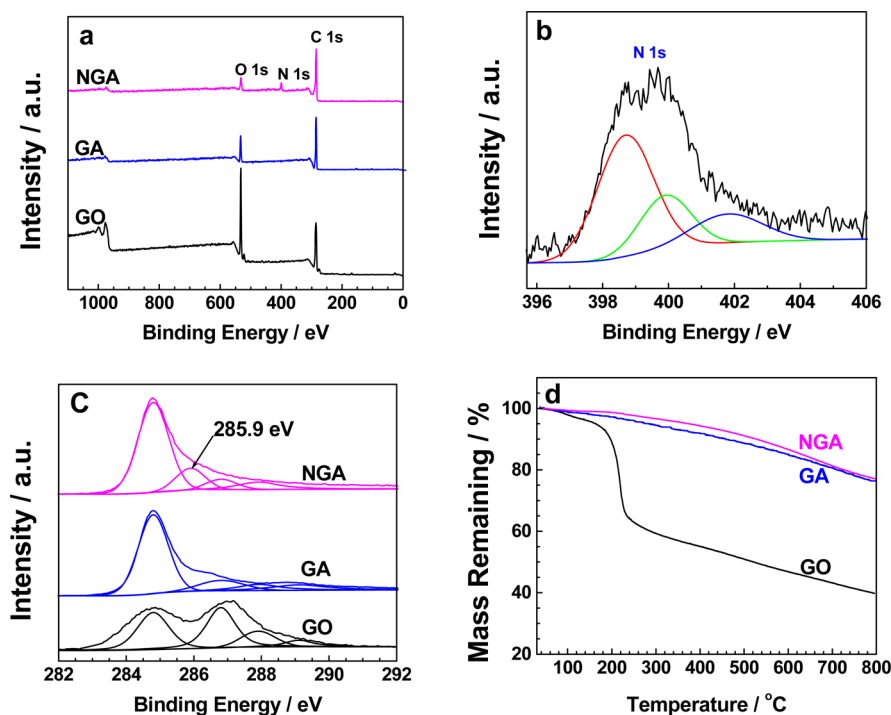 a
C 1s
O 1s
N 1s
NGA
GA
GO
Intensity / a.u.
1000 800 600 400 200 0
Binding Energy / eV
b
N 1s
Intensity / a.u.
396 398 400 402 404 406
Binding Energy / eV
C
285.9 eV
NGA
GA
GO
Intensity / a.u.
282 284 286 288 290 292
Binding Energy / eV
d
100
80
60
40
20
NGA
GA
GO
Mass Remaining / %
100 200 300 400 500 600 700 800
Temperature / °C